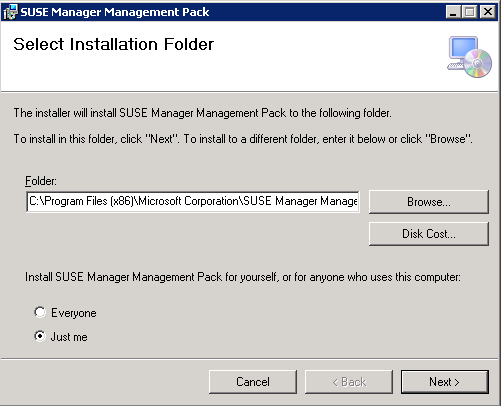 SUSE Manager Management Pack
Select Installation Folder
The installer will install SUSE Manager Management Pack to the following folder.
To install in this folder, click "Next". To install to a different folder, enter it below or click "Browse".
Folder:
C:\Program Files (x86)\Microsoft Corporation\SUSE Manager Manage
Browse...
Disk Cost...
Install SUSE Manager Management Pack for yourself, or for anyone who uses this computer:
Everyone
Just me
Cancel
< Back
Next >